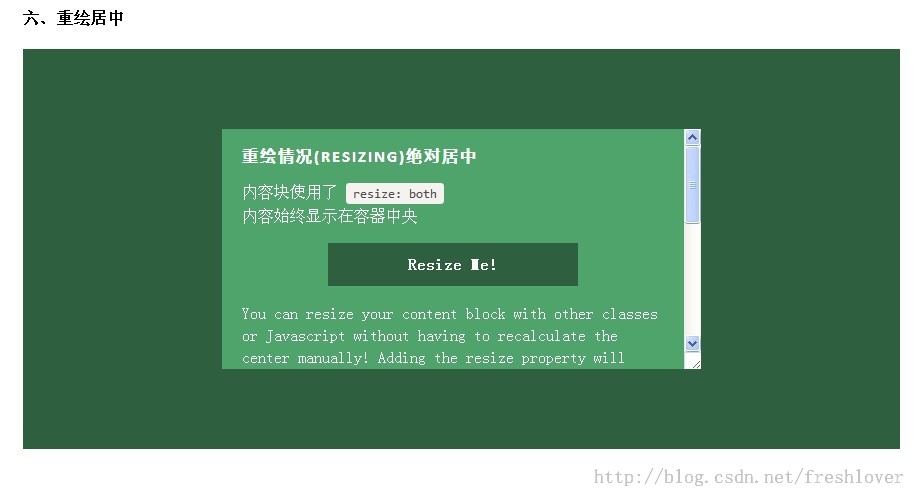 六、重绘居中
重绘情况(RESIZING)绝对居中
内容块使用了 resize: both
内容始终显示在容器中央
Resize Me!
You can resize your content block with other classes
or Javascript without having to recalculate the
center manually! Adding the resize property will
http://blog.csdn.net/freshlover